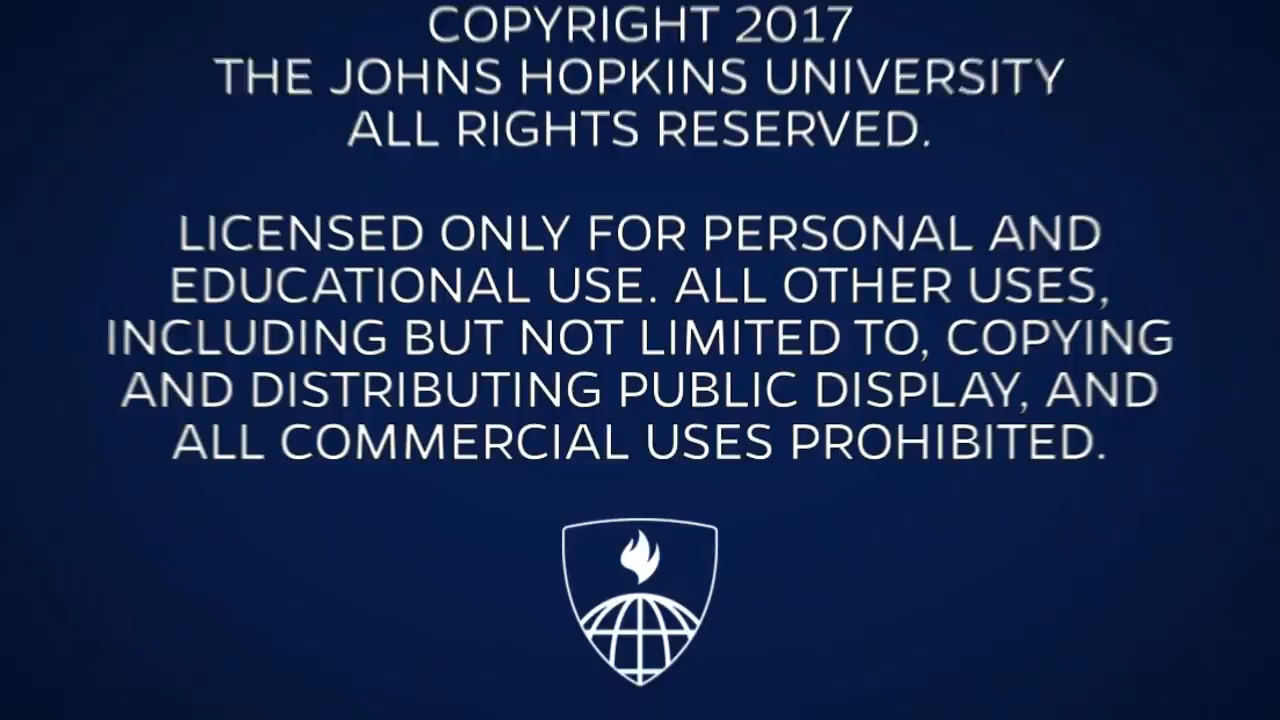 COPYRIGHT 2017
THE JOHNS HOPKINS UNIVERSITY
ALL RIGHTS RESERVED.
LICENSED ONLY FOR PERSONAL AND
EDUCATIONAL USE. ALL OTHER USES,
INCLUDING BUT NOT LIMITED TO, COPYING
AND DISTRIBUTING PUBLIC DISPLAY, AND
ALL COMMERCIAL USES PROHIBITED.